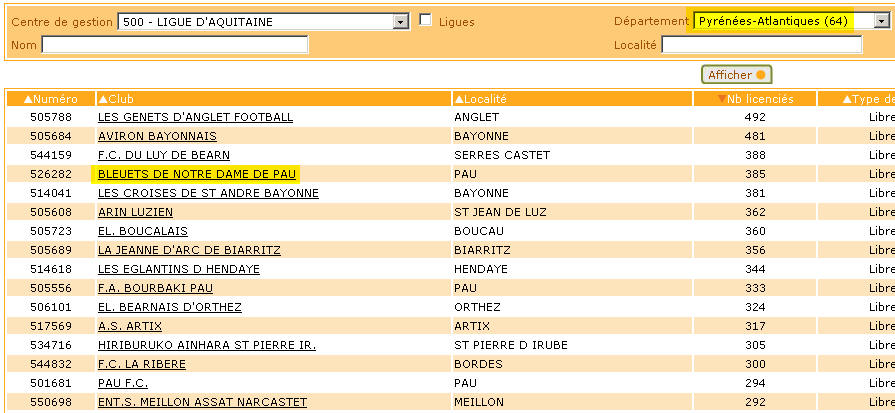 Centre de gestion 500 - LIGUE D'AQUITAINE Ligues Département Pyrénées-Atlantiques (64)
Nom Localité
Afficher
Numéro Club Localité Nb licenciés Type de
505788 LES GENETS D'ANGLET FOOTBALL ANGLET 492 Libre
505684 AVIRON BAYONNAIS BAYONNE 481 Libre
544159 F.C. DU LUY DE BEARN SERRES CASTET 388 Libre
526282 BLEUETS DE NOTRE DAME DE PAU PAU 385 Libre
514041 LES CROISES DE ST ANDRE BAYONNE BAYONNE 381 Libre
505608 ARIN LUZIEN ST JEAN DE LUZ 362 Libre
505723 EL. BOUCALAIS BOUCAU 360 Libre
505689 LA JEANNE D'ARC DE BIARRITZ BIARRITZ 356 Libre
514618 LES EGLANTINS D HENDAYE HENDAYE 344 Libre
505556 F.A. BOURBAKI PAU PAU 333 Libre
506101 EL. BEARNAIS D'ORTHEZ ORTHEZ 324 Libre
517569 A.S. ARTIX ARTIX 317 Libre
534716 HIRIBURUKO AINHARA ST PIERRE IR. ST PIERRE D IRUBE 305 Libre
544832 F.C. LA RIBERE BORDES 300 Libre
501681 PAU F.C. PAU 294 Libre
550698 ENT.S. MEILLON ASSAT NARCASTET MEILLON 292 Libre